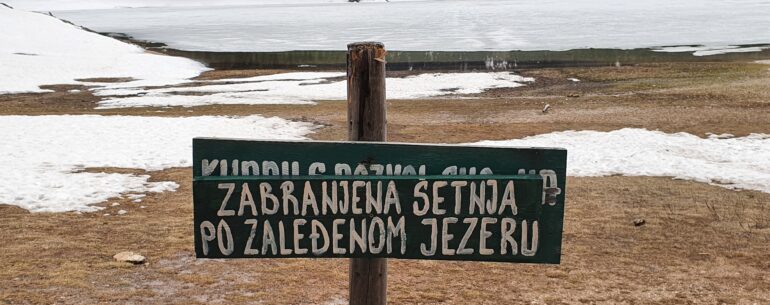 ZABRANJENA ŠETNJA
PO ZALEĐENOM JEZERU